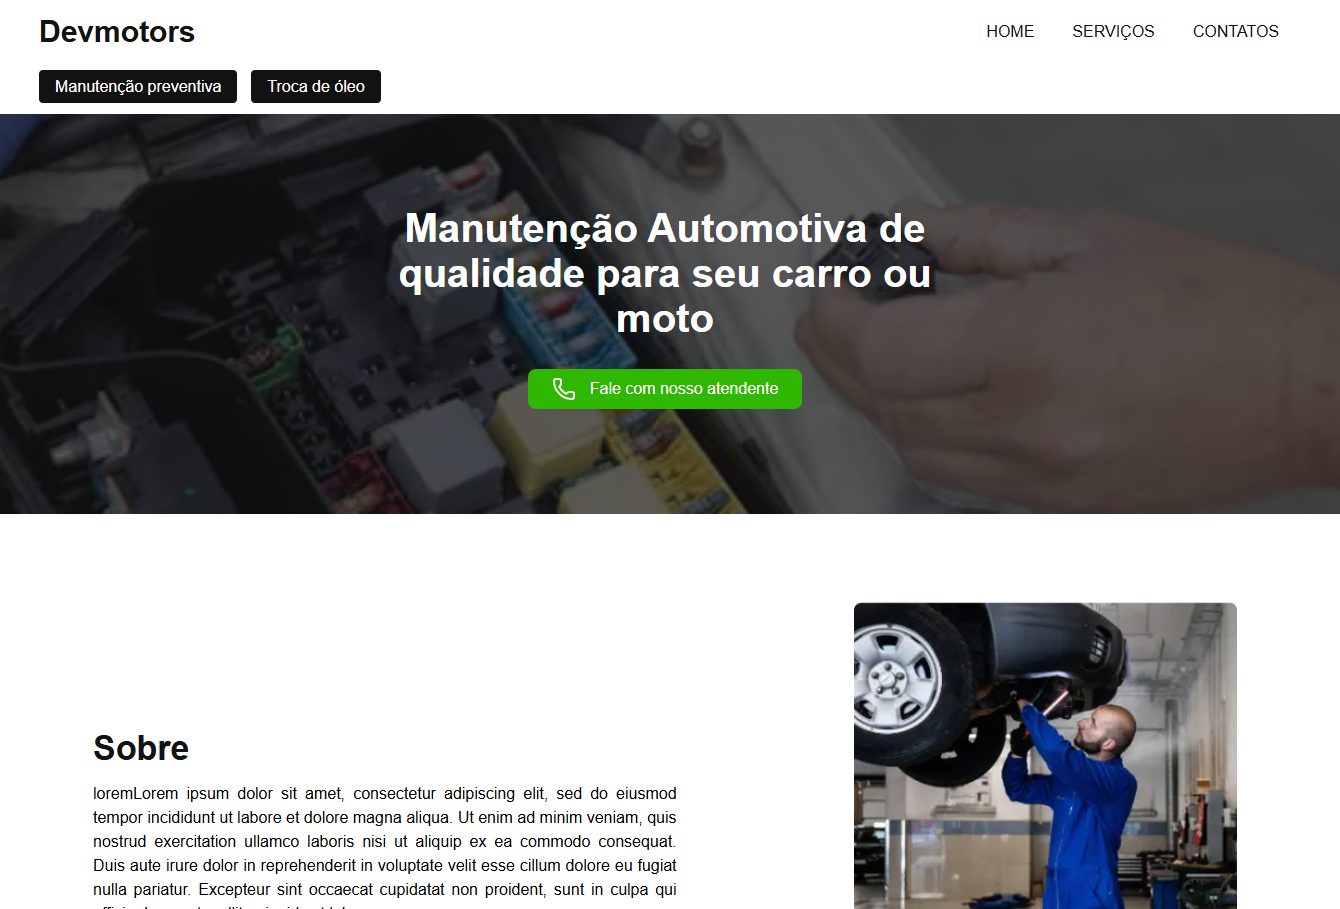 Devmotors
HOME SERVIÇOS CONTATOS
Manutenção preventiva Troca de óleo
Manutenção Automotiva de
qualidade para seu carro ou
moto
Fale com nosso atendente
Sobre
loremLorem ipsum dolor sit amet, consectetur adipiscing elit, sed do eiusmod
tempor incididunt ut labore et dolore magna aliqua. Ut enim ad minim veniam, quis
nostrud exercitation ullamco laboris nisi ut aliquip ex ea commodo consequat.
Duis aute irure dolor in reprehenderit in voluptate velit esse cillum dolore eu fugiat
nulla pariatur. Excepteur sint occaecat cupidatat non proident, sunt in culpa qui